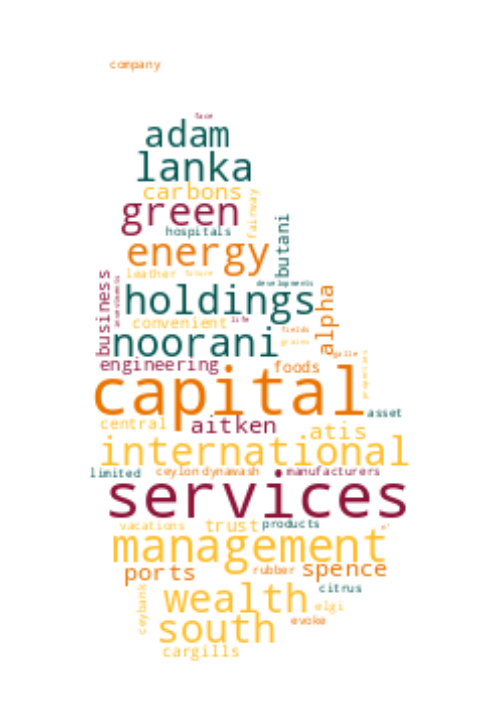 company
face
adam
lanka
carbons
green
fairway
hospitals
butani
energy
leather future
developments
business
investments
holdings
alpha
convenient life
fields
noorani
grains
galle
engineering
foods
properties
capital
asset
central aitken
atis
international
limited ceylon dynawash manufacturers
services
vacations trust products
management
ports rubber spence
citrus
ceybank
wealth
elgi
south
evoke
cargills